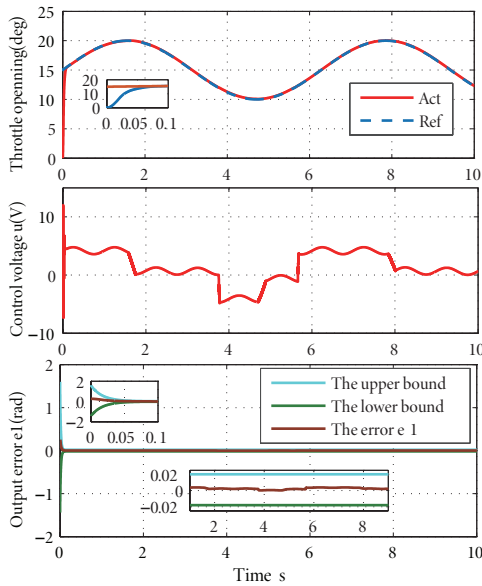 Throttle openning(deg)
25
20
15
10
5
0
20
10
0
0 0.05 0.1
Act
Ref
0 2 4 6 8 10
Control voltage u(V)
10
0
−10
0 2 4 6 8 10
Output error e1(rad)
2
1
0
−1
−2
2
0
−2
0 0.05 0.1
The upper bound
The lower bound
The error e 1
0.02
0
−0.02
2 4 6 8
0 2 4 6 8 10
Time s